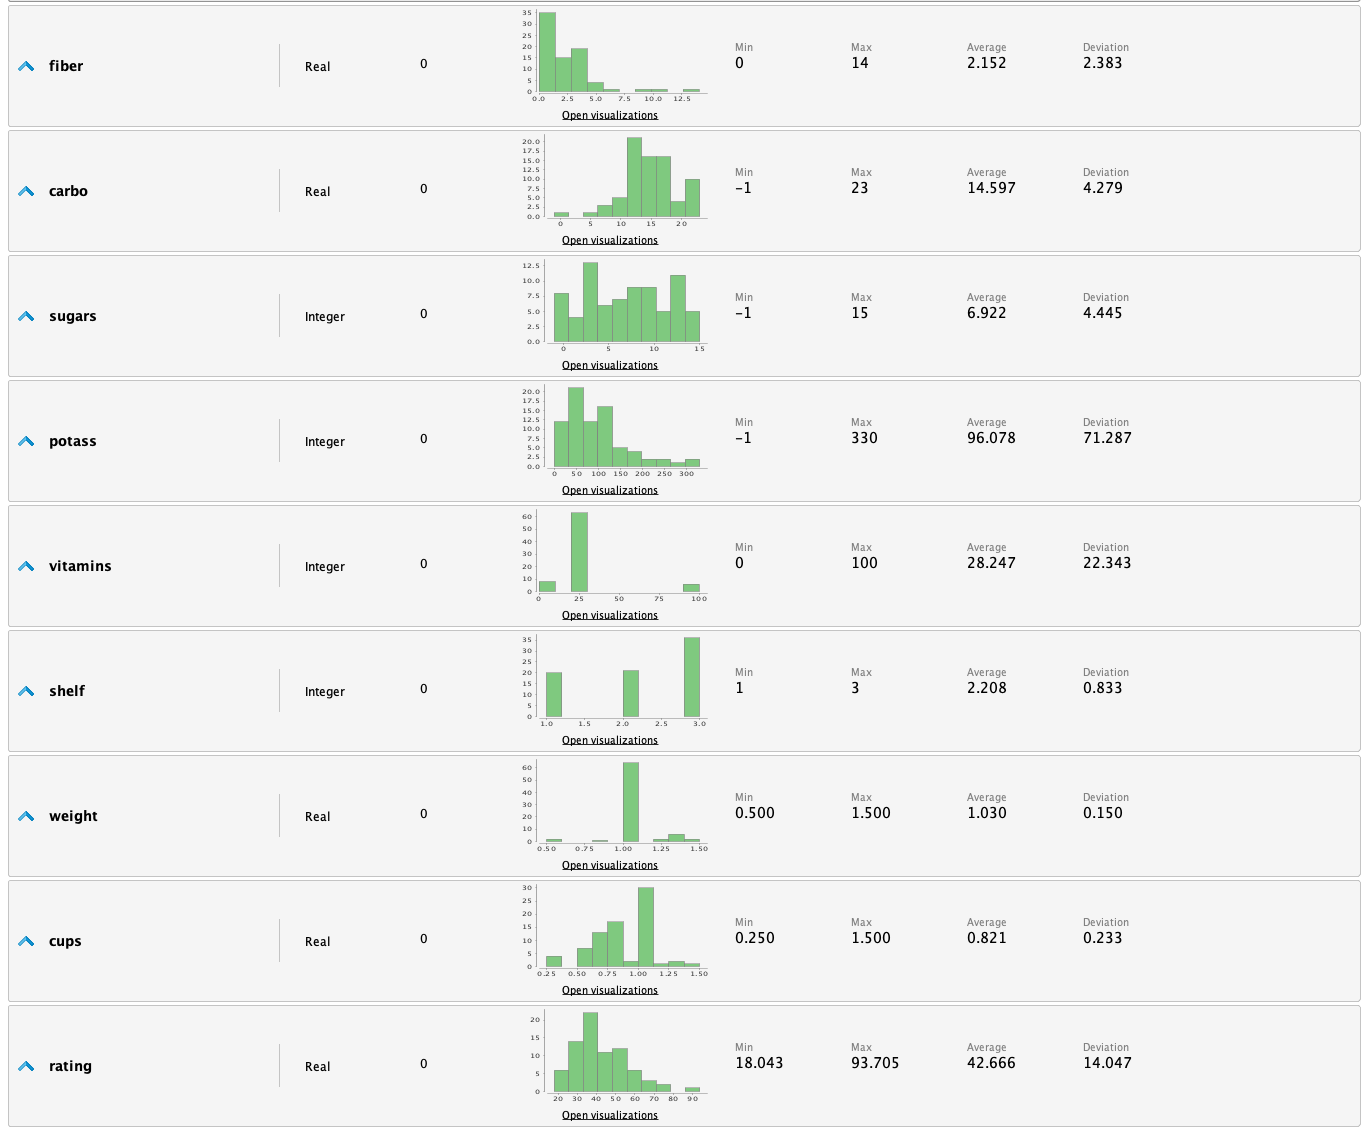 fiber
Real
0
35
30
25
20
15
10
5
0
0.0 2.5 5.0 7.5 10.0 12.5
Open visualizations
Min Max Average Deviation
0 14 2.152 2.383
carbo
Real
0
20.0
17.5
15.0
12.5
10.0
7.5
5.0
2.5
0.0
0 5 10 15 20
Open visualizations
Min Max Average Deviation
-1 23 14.597 4.279
sugars
Integer
0
12.5
10.0
7.5
5.0
2.5
0.0
0 5 10 15
Open visualizations
Min Max Average Deviation
-1 15 6.922 4.445
potass
Integer
0
20.0
17.5
15.0
12.5
10.0
7.5
5.0
2.5
0.0
0 50 100 150 200 250 300
Open visualizations
Min Max Average Deviation
-1 330 96.078 71.287
vitamins
Integer
0
60
50
40
30
20
10
0
0 25 50 75 100
Open visualizations
Min Max Average Deviation
0 100 28.247 22.343
shelf
Integer
0
35
30
25
20
15
10
5
0
1.0 1.5 2.0 2.5 3.0
Open visualizations
Min Max Average Deviation
1 3 2.208 0.833
weight
Real
0
60
50
40
30
20
10
0
0.50 0.75 1.00 1.25 1.50
Open visualizations
Min Max Average Deviation
0.500 1.500 1.030 0.150
cups
Real
0
30
25
20
15
10
5
0
0.25 0.50 0.75 1.00 1.25 1.50
Open visualizations
Min Max Average Deviation
0.250 1.500 0.821 0.233
rating
Real
0
20
15
10
5
0
20 30 40 50 60 70 80 90
Open visualizations
Min Max Average Deviation
18.043 93.705 42.666 14.047